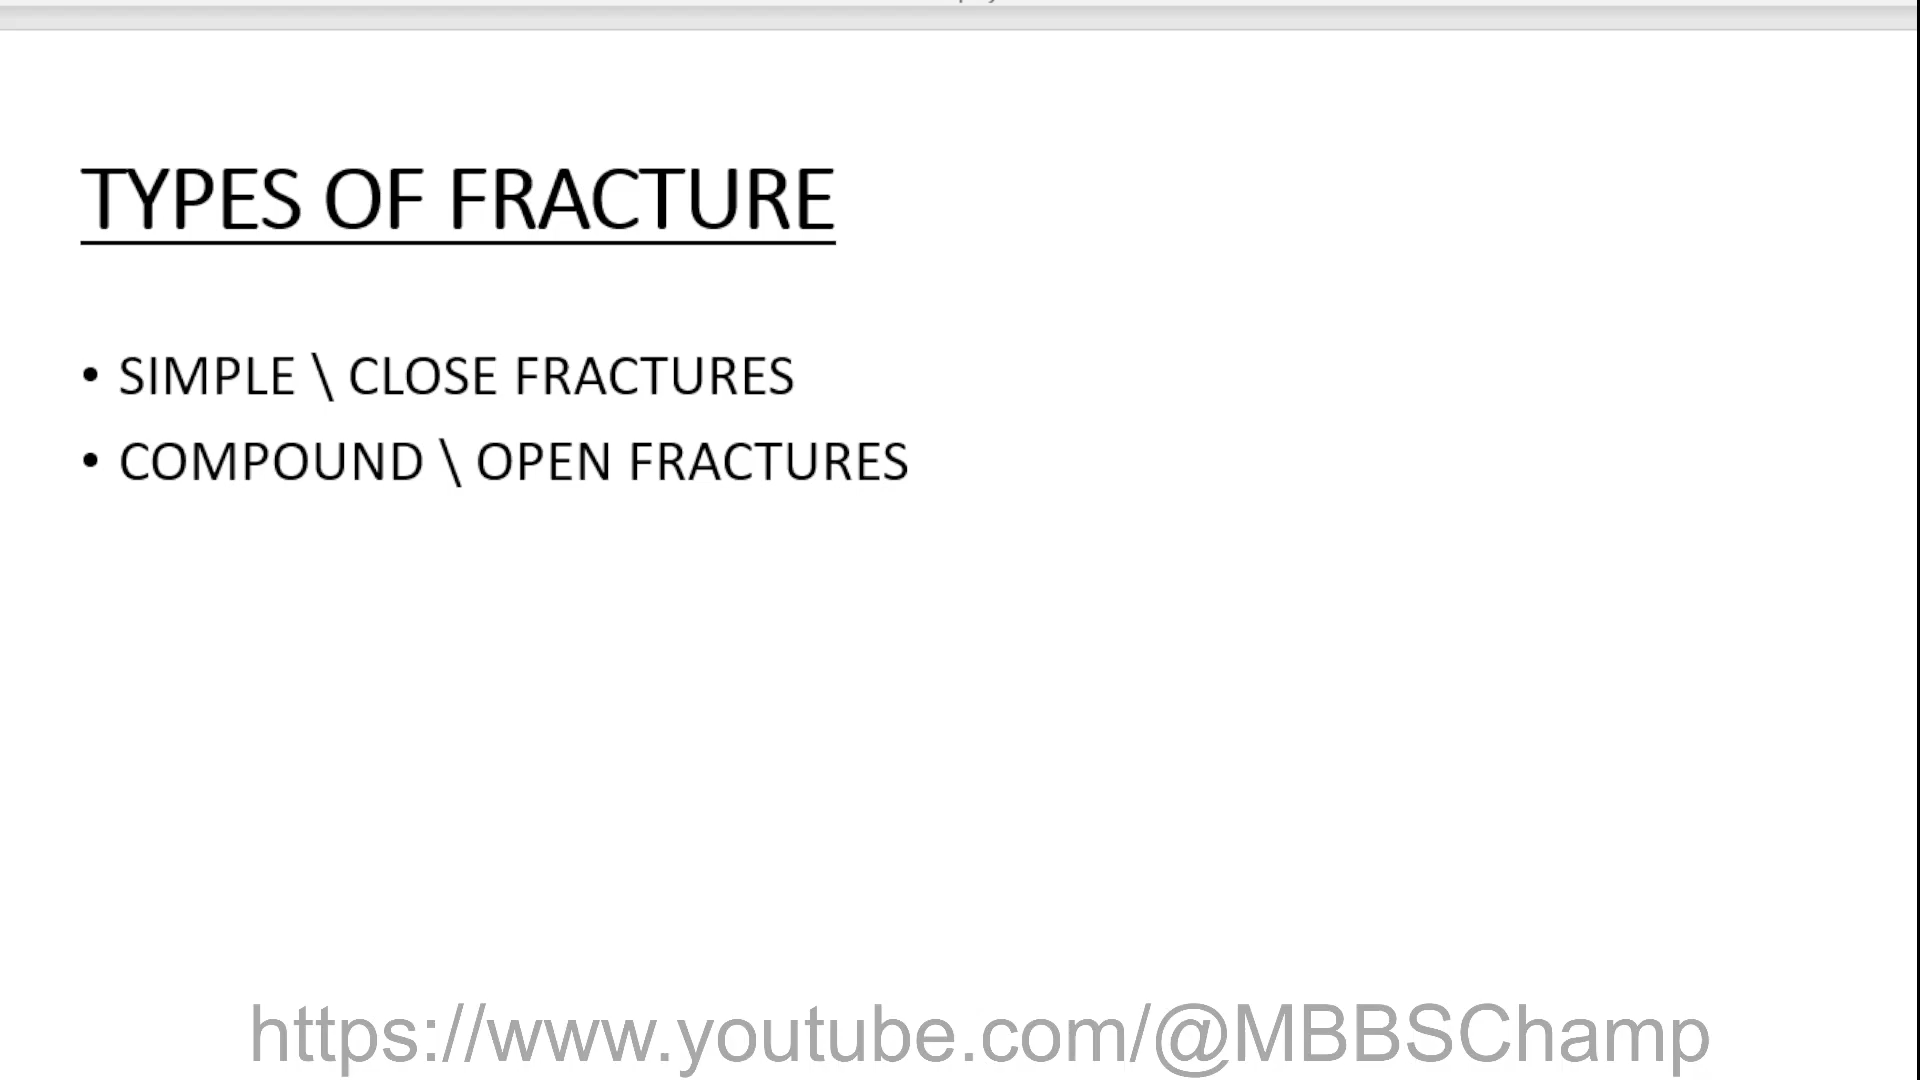 TYPES OF FRACTURE
• SIMPLE \ CLOSE FRACTURES
• COMPOUND \ OPEN FRACTURES
https://www.youtube.com/@MBBSChamp